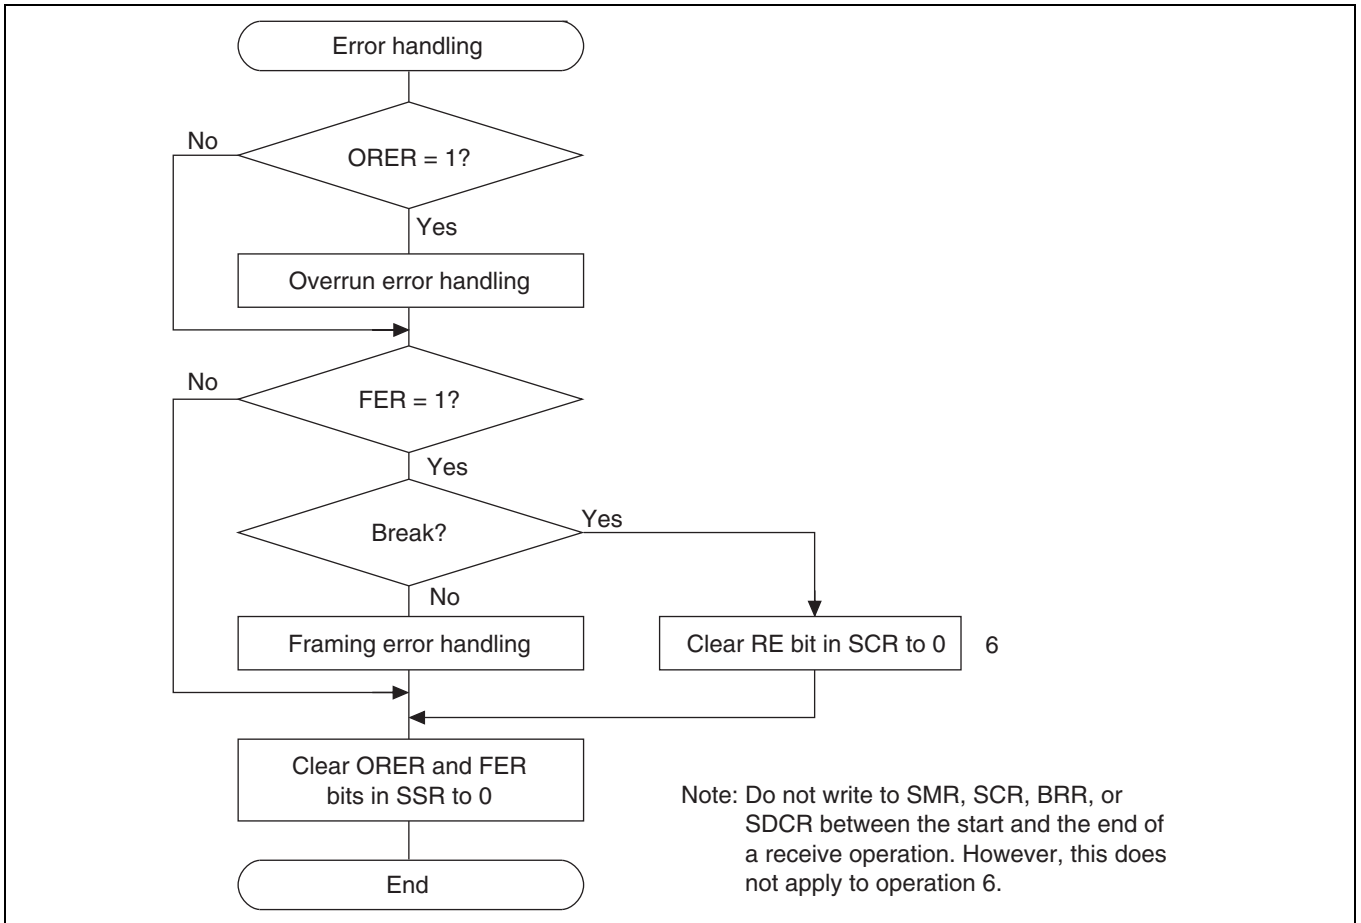 Error handling
No
ORER = 1?
Yes
Overrun error handling
No
FER = 1?
Yes
Break?
Yes
No
Framing error handling
Clear RE bit in SCR to 0
6
Clear ORER and FER
bits in SSR to 0
Note: Do not write to SMR, SCR, BRR, or
SDCR between the start and the end of
a receive operation. However, this does
not apply to operation 6.
End